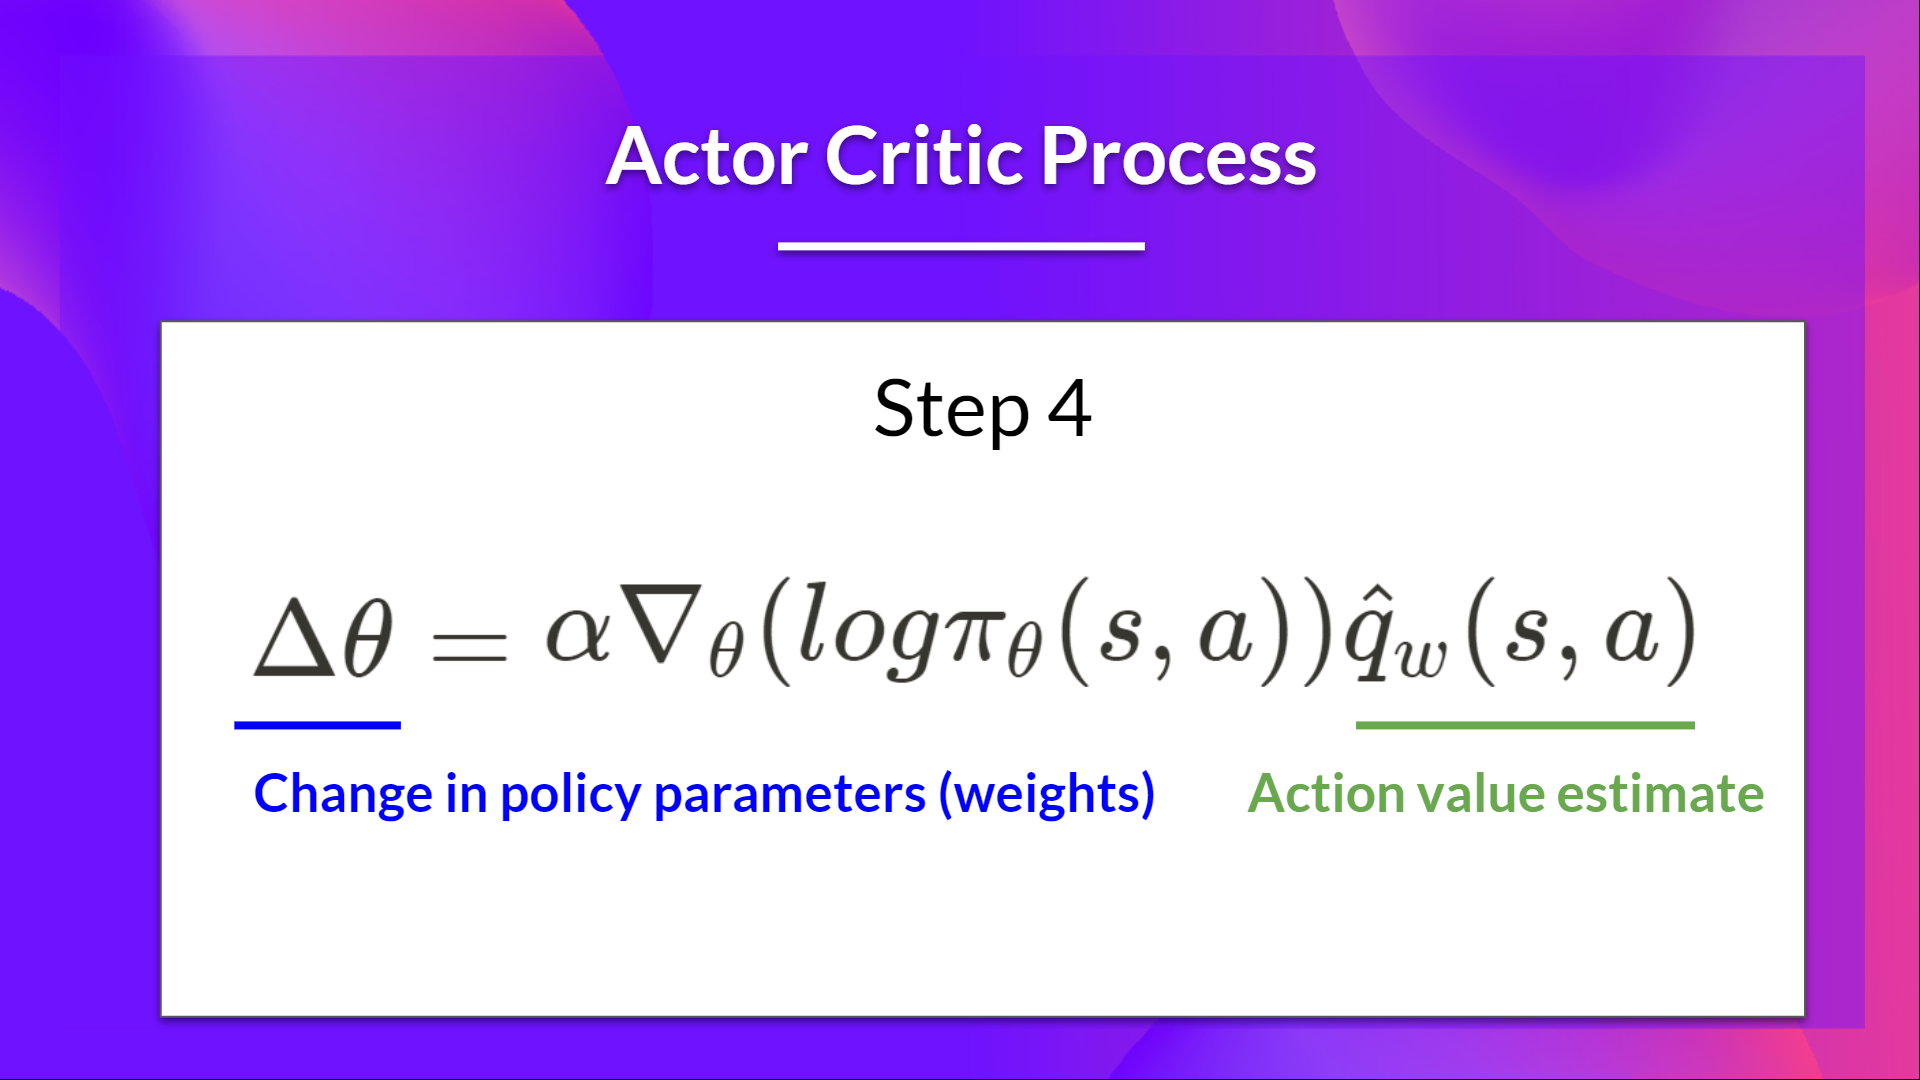 Actor Critic Process
Step 4
Δθ = α∇θ(logπθ(s, a))q̂w(s, a)
Change in policy parameters (weights)
Action value estimate